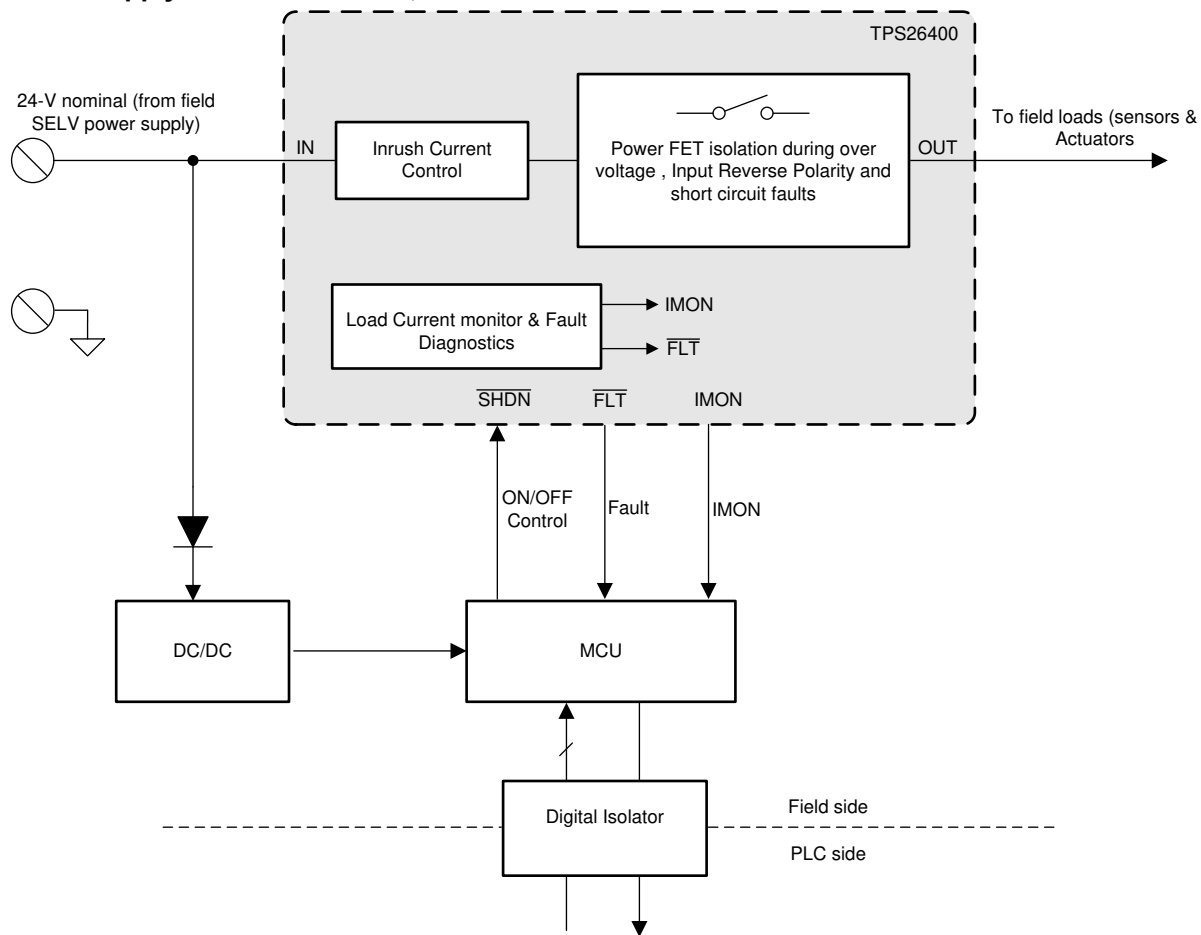 TPS26400
24-V nominal (from field
SELV power supply)
IN
Inrush Current
Control
Power FET isolation during over
voltage , Input Reverse Polarity and
short circuit faults
OUT
To field loads (sensors &
Actuators
Load Current monitor & Fault
Diagnostics
IMON
FLT
SHDN
FLT
IMON
ON/OFF
Control
Fault
IMON
DC/DC
MCU
Digital Isolator
Field side
PLC side